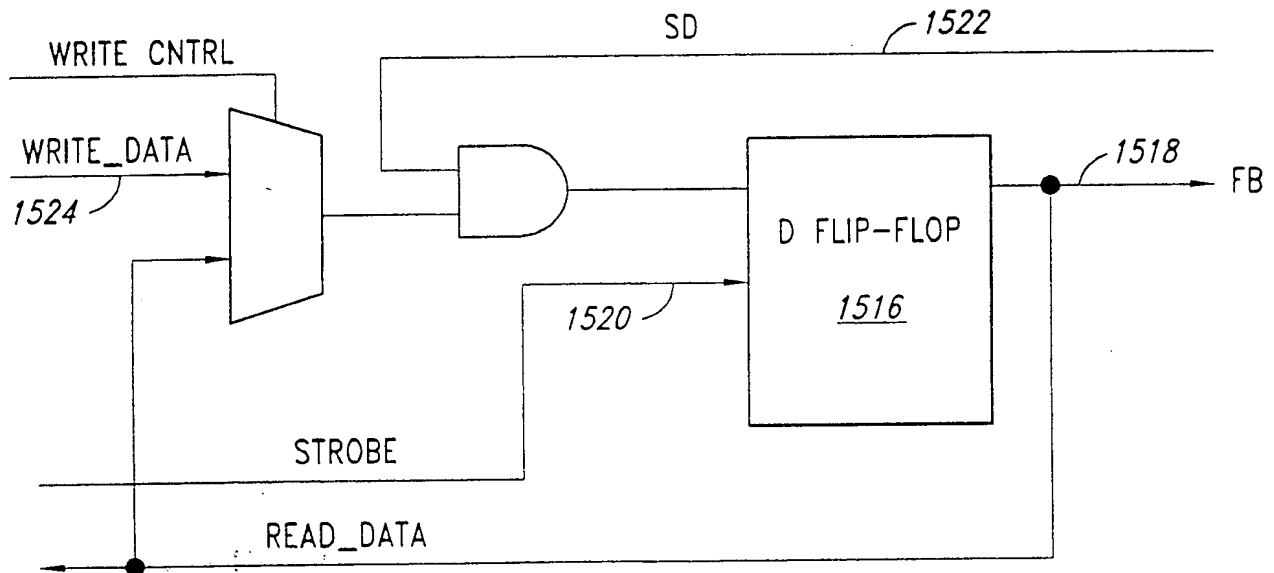 SD
1522
WRITE CNTRL
WRITE_DATA
1524
1518
FB
D FLIP-FLOP
1516
1520
STROBE
READ_DATA